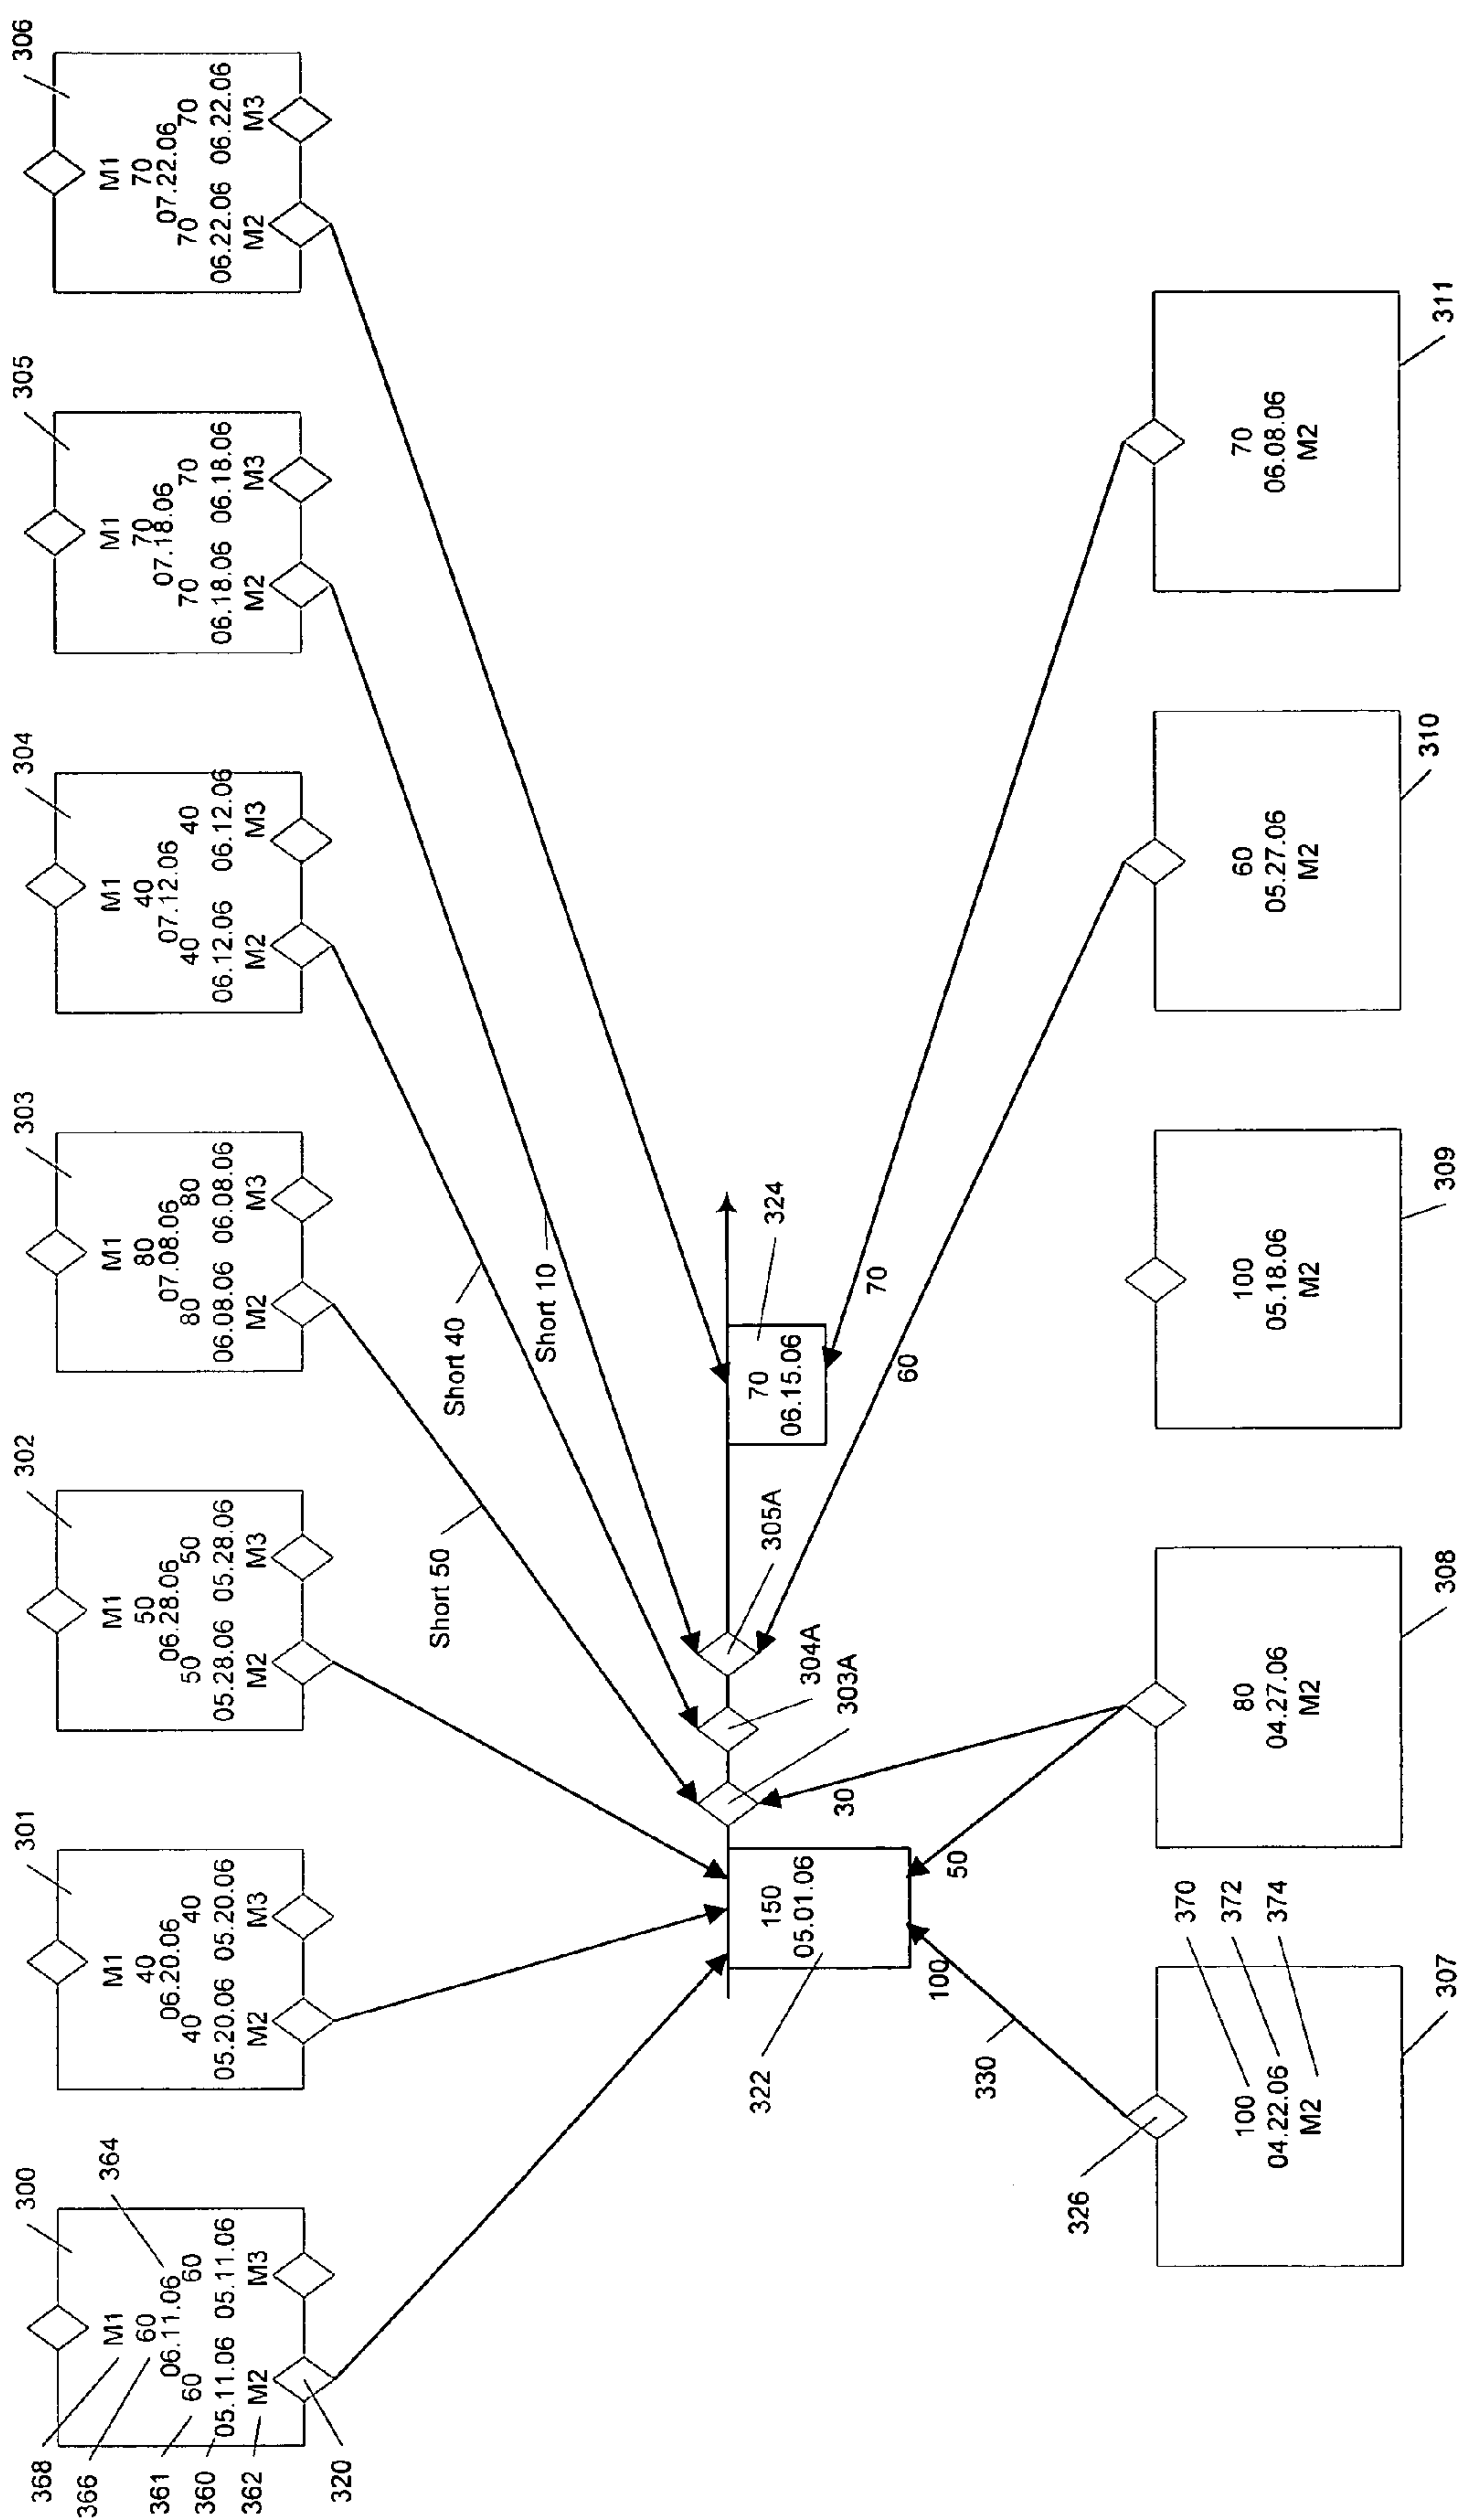 300
M1
60
06.11.06
60 60
05.11.06 05.11.06
M2 M3
364
368
366
361
360
362
320
301
M1
40
06.20.06
40 40
05.20.06 05.20.06
M2 M3
302
M1
50
06.28.06
50 50
05.28.06 05.28.06
M2 M3
303
M1
80
07.08.06
80 80
06.08.06 06.08.06
M2 M3
304
M1
40
07.12.06
40 40
06.12.06 06.12.06
M2 M3
305
M1
70
07.18.06
70 70
06.18.06 06.18.06
M2 M3
306
M1
70
07.22.06
70 70
06.22.06 06.22.06
M2 M3
Short 50
Short 40
Short 10
322
150
05.01.06
303A
304A
305A
70
06.15.06
324
330
100
50
30
60
70
326
100
04.22.06
M2
370
372
374
307
80
04.27.06
M2
308
100
05.18.06
M2
309
60
05.27.06
M2
310
70
06.08.06
M2
311